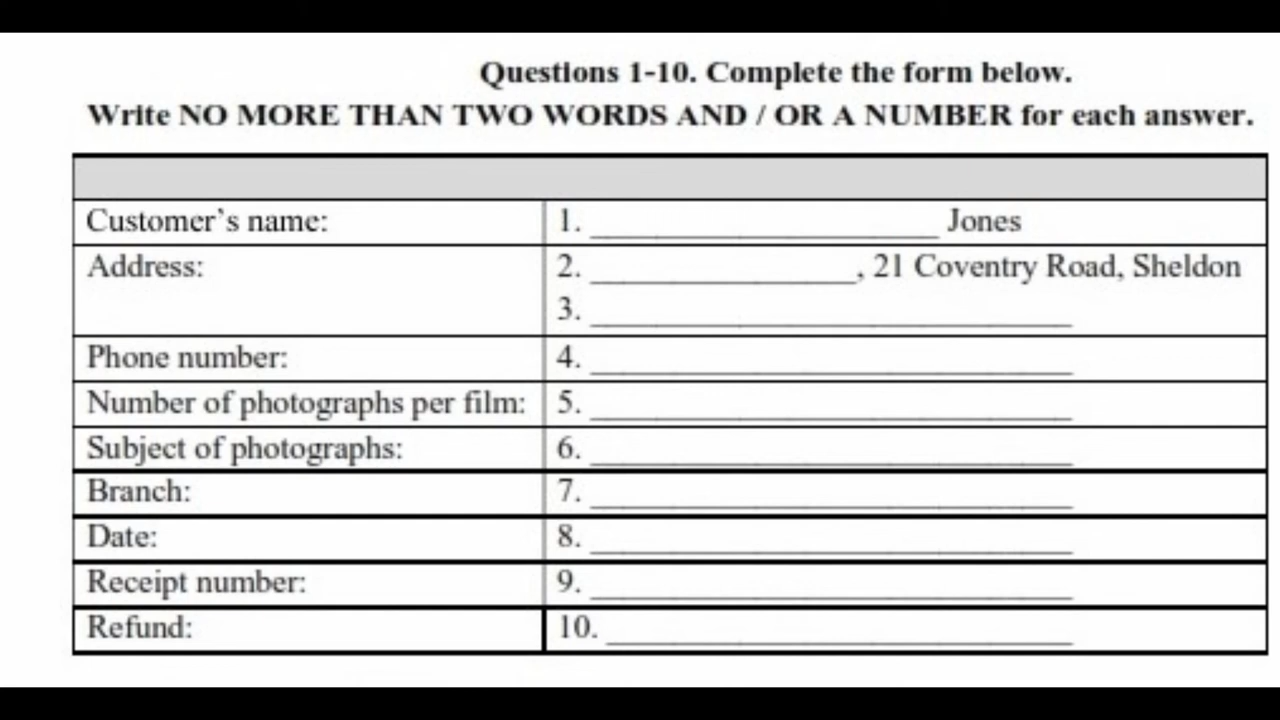 Questions 1-10. Complete the form below.
Write NO MORE THAN TWO WORDS AND / OR A NUMBER for each answer.
Customer's name: 1. ____________________ Jones
Address: 2. ________________, 21 Coventry Road, Sheldon
3. ____________________________
Phone number: 4. ____________________________
Number of photographs per film: 5. ____________________________
Subject of photographs: 6. ____________________________
Branch: 7. ____________________________
Date: 8. ____________________________
Receipt number: 9. ____________________________
Refund: 10. ___________________________